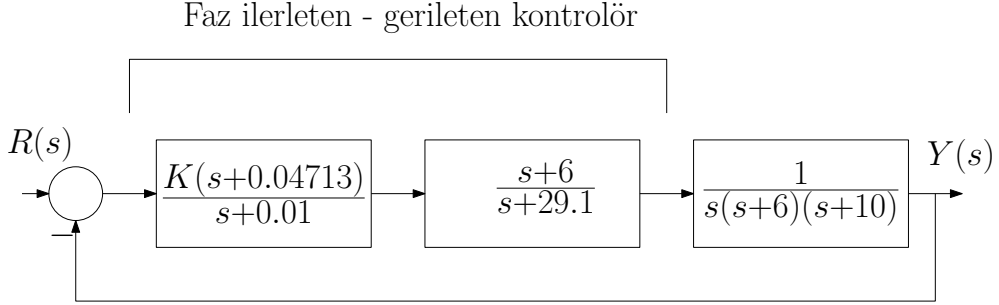 Faz ilerleten - gerileten kontrolör
R(s)
K(s+0.04713)
s+0.01
s+6
s+29.1
1
s(s+6)(s+10)
Y(s)
−